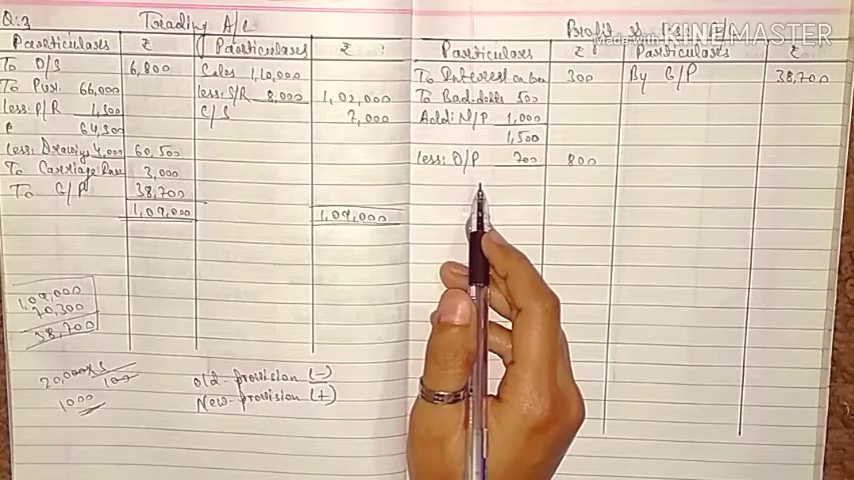 Q:3 Trading A/c
Particulars ₹ Particulars ₹
To O/S 6,800 Sales 1,10,000
To Pur. 66,000 less: S/R 8,000 1,02,000
less: P/R 1,500 C/S 7,000
64,500
less: Drawings 4,000 60,500
To Carriage 3,000
To G/P 38,700
1,09,000 1,09,000
1,09,000
70,300
38,700
20,000 x 5
100
1000
Old provision (-)
New provision (+)
Profit &
Made with KINEMASTER
Particulars ₹ Particulars ₹
To Interest on 300 By G/P 38,700
To Bad debts 500
Add: N/P 1,000
1,500
less: O/P 700 800